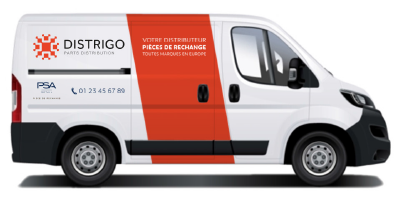 DISTRIGO
PARTS DISTRIBUTION
VOTRE DISTRIBUTEUR
PIÈCES DE RECHANGE
TOUTES MARQUES EN EUROPE
PSA
01 23 45 67 89